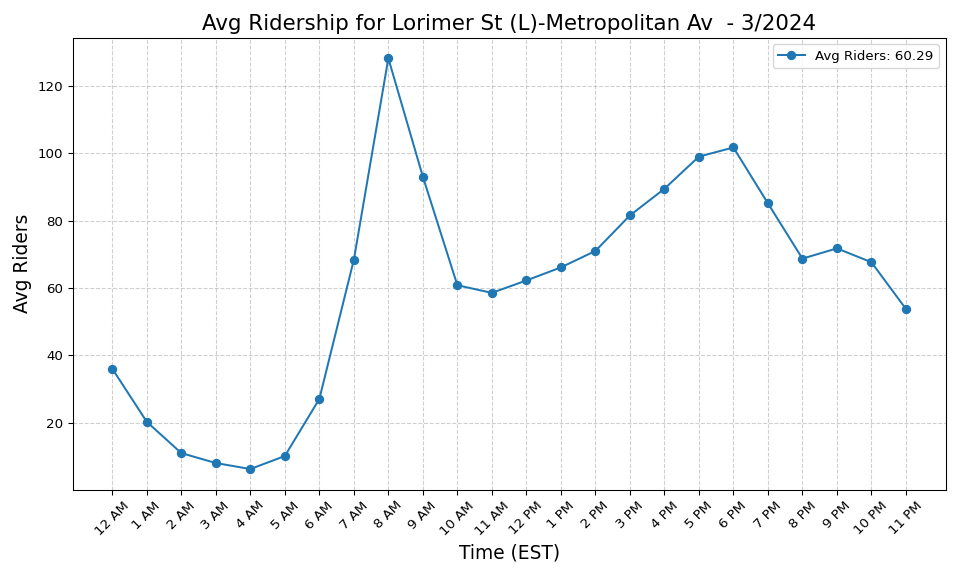 Avg Ridership for Lorimer St (L)-Metropolitan Av  - 3/2024
Avg Riders: 60.29
Avg Riders
120
100
80
60
40
20
12 AM
1 AM
2 AM
3 AM
4 AM
5 AM
6 AM
7 AM
8 AM
9 AM
10 AM
11 AM
12 PM
1 PM
2 PM
3 PM
4 PM
5 PM
6 PM
7 PM
8 PM
9 PM
10 PM
11 PM
Time (EST)